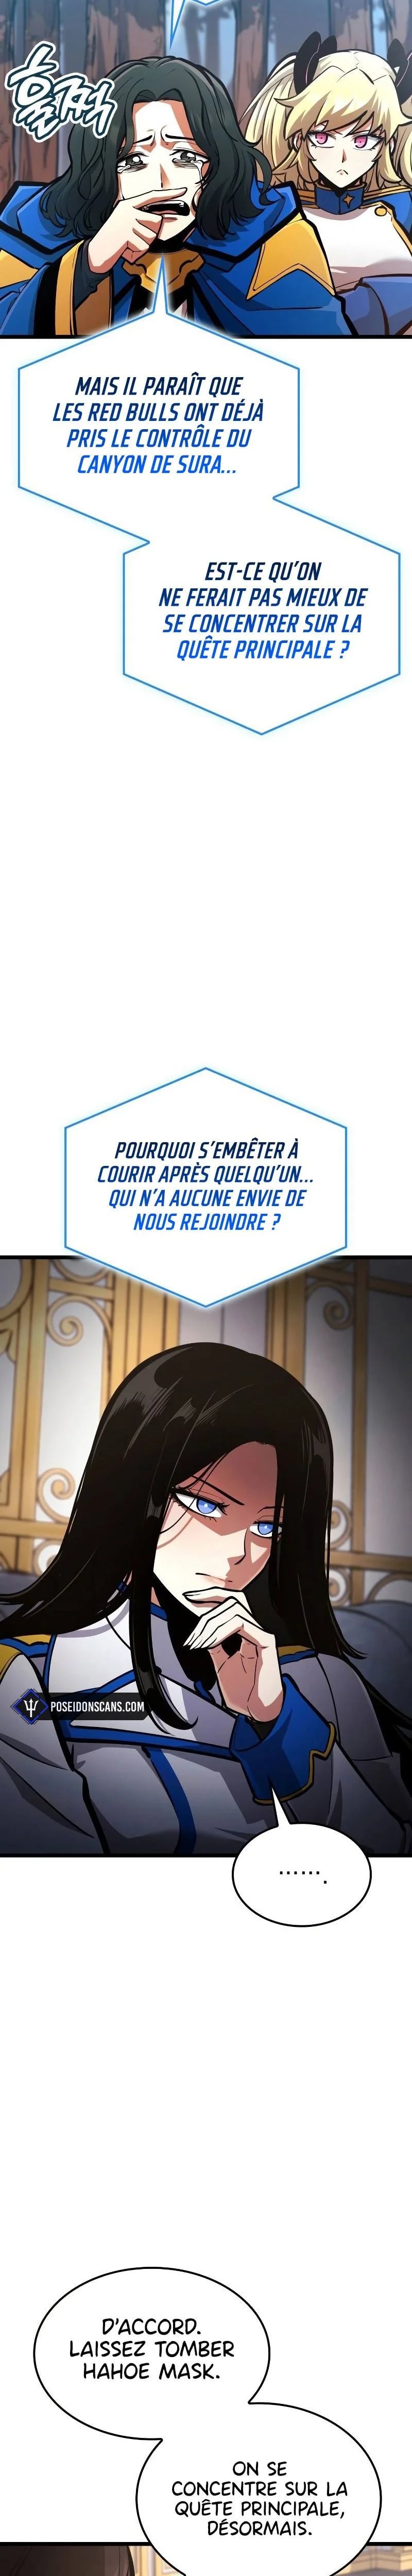 훌쩍
MAIS IL PARAÎT QUE
LES RED BULLS ONT DÉJÀ
PRIS LE CONTRÔLE DU
CANYON DE SURA...
EST-CE QU'ON
NE FERAIT PAS MIEUX DE
SE CONCENTRER SUR LA
QUÊTE PRINCIPALE ?
POURQUOI S'EMBÊTER À
COURIR APRÈS QUELQU'UN...
QUI N'A AUCUNE ENVIE DE
NOUS REJOINDRE ?
POSEIDONSCANS.COM
.......
D'ACCORD.
LAISSEZ TOMBER
HAHOE MASK.
ON SE
CONCENTRE SUR LA
QUÊTE PRINCIPALE,
DÉSORMAIS.